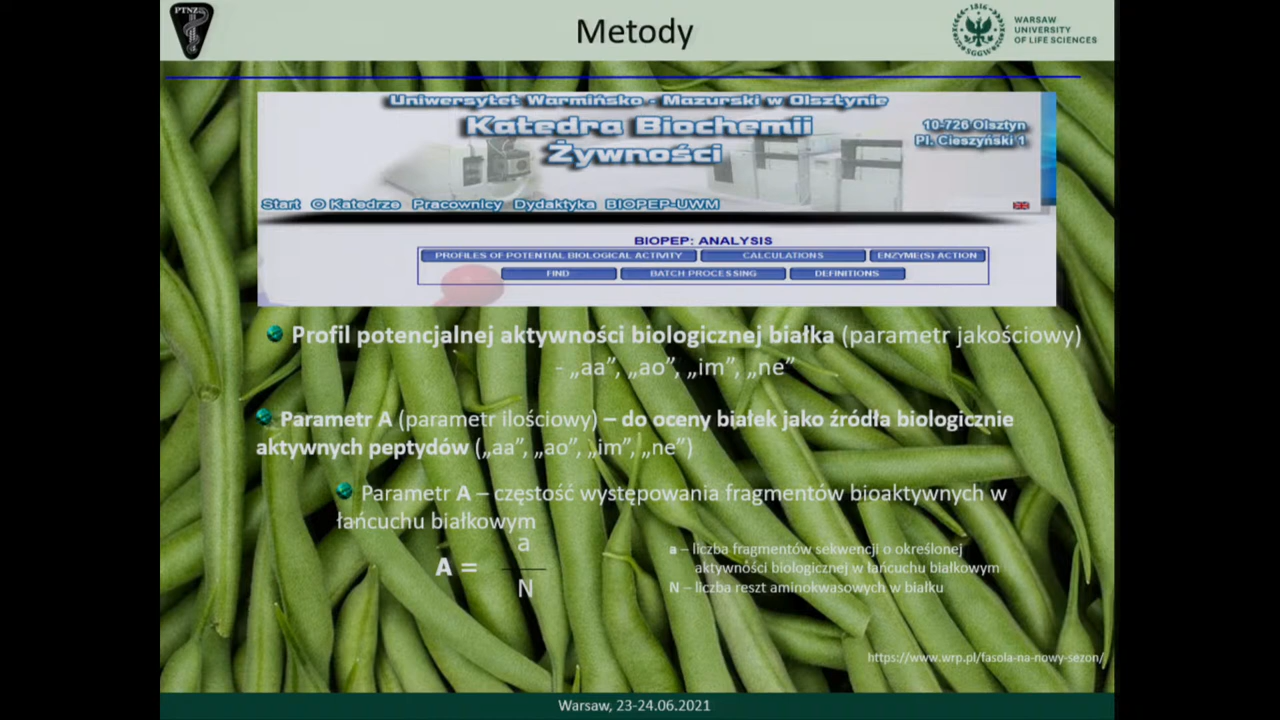 PTNZ
Metody
1816
SGGW
WARSAW
UNIVERSITY
OF LIFE SCIENCES
Uniwersytet Warmińsko - Mazurski w Olsztynie
Katedra Biochemii
Żywności
10-726 Olsztyn
Pl. Cieszyński 1
Start O Katedrze Pracownicy Dydaktyka BIOPEP-UWM
BIOPEP: ANALYSIS
PROFILES OF POTENTIAL BIOLOGICAL ACTIVITY CALCULATIONS ENZYME(S) ACTION
FIND BATCH PROCESSING DEFINITIONS
Profil potencjalnej aktywności biologicznej białka (parametr jakościowy)
- „aa”, „ao”, „im”, „ne”
Parametr A (parametr ilościowy) – do oceny białek jako źródła biologicznie
aktywnych peptydów („aa”, „ao”, „im”, „ne”)
Parametr A – częstość występowania fragmentów bioaktywnych w
łańcuchu białkowym
A =
a
N
a – liczba fragmentów sekwencji o określonej
aktywności biologicznej w łańcuchu białkowym
N – liczba reszt aminokwasowych w białku
https://www.wrp.pl/fasola-na-nowy-sezon/
Warsaw, 23-24.06.2021